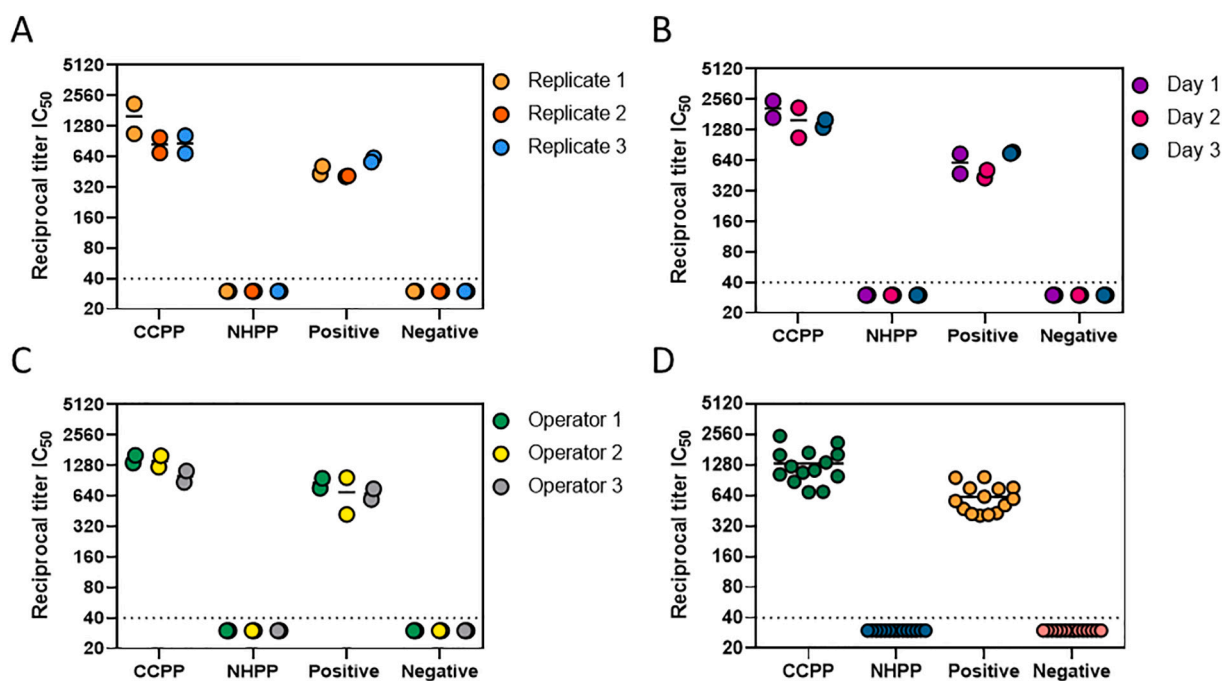 A
Reciprocal titer IC50
5120
2560
1280
640
320
160
80
40
20
CCPP NHPP Positive Negative
Replicate 1
Replicate 2
Replicate 3
B
Reciprocal titer IC50
5120
2560
1280
640
320
160
80
40
20
CCPP NHPP Positive Negative
Day 1
Day 2
Day 3
C
Reciprocal titer IC50
5120
2560
1280
640
320
160
80
40
20
CCPP NHPP Positive Negative
Operator 1
Operator 2
Operator 3
D
Reciprocal titer IC50
5120
2560
1280
640
320
160
80
40
20
CCPP NHPP Positive Negative